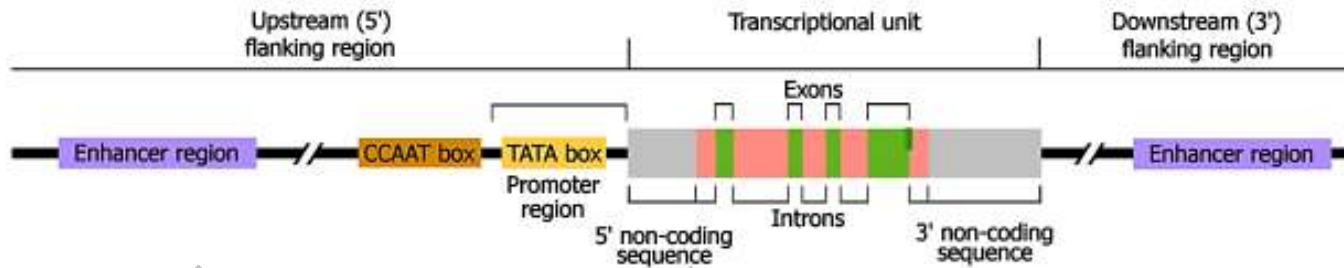 Upstream (5')
flanking region
Transcriptional unit
Downstream (3')
flanking region
Exons
Enhancer region
CCAAT box
TATA box
Enhancer region
Promoter
region
Introns
5' non-coding
sequence
3' non-coding
sequence